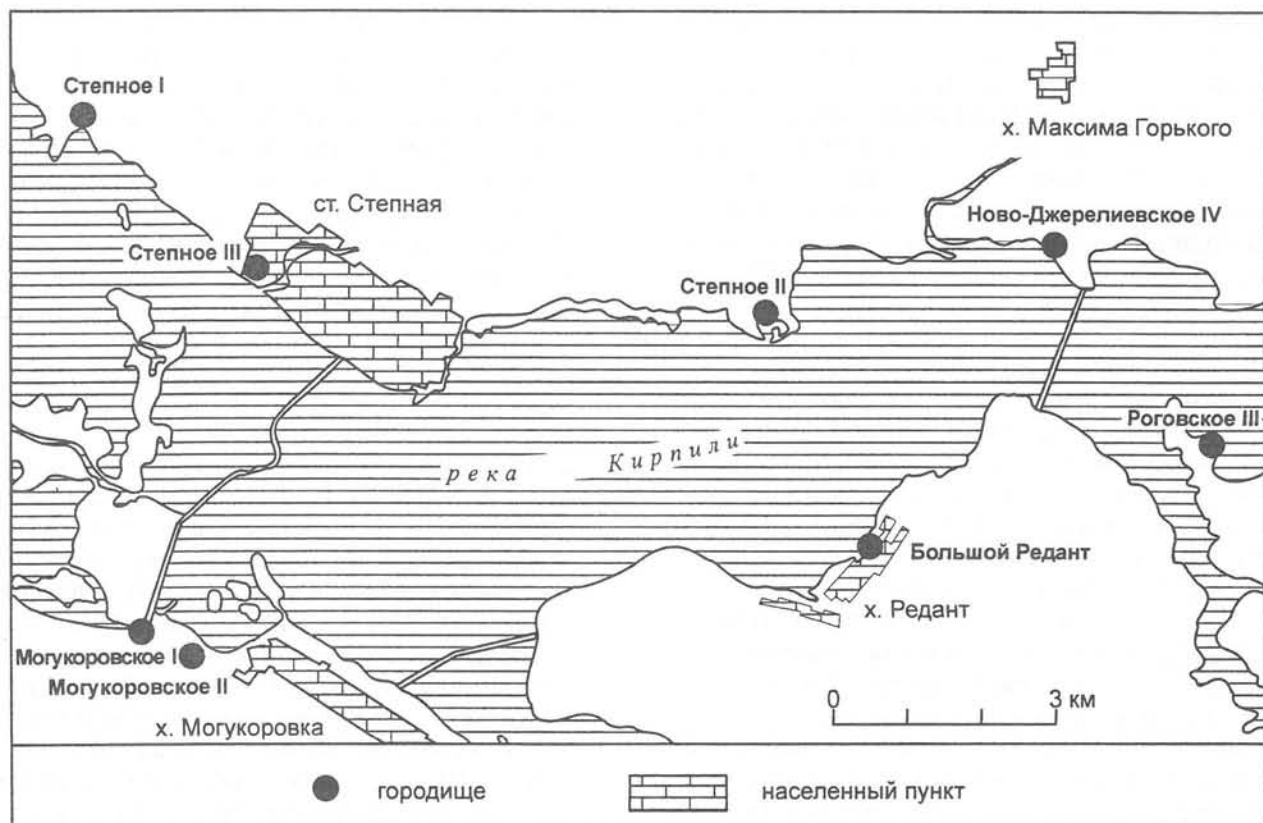 Степное I
х. Максима Горького
ст. Степная
Ново-Джерелиевское IV
Степное III
Степное II
Роговское III
река Кирпили
Большой Редант
х. Редант
Могукоровское I
Могукоровское II
х. Могукоровка
0 3 км
городище
населенный пункт